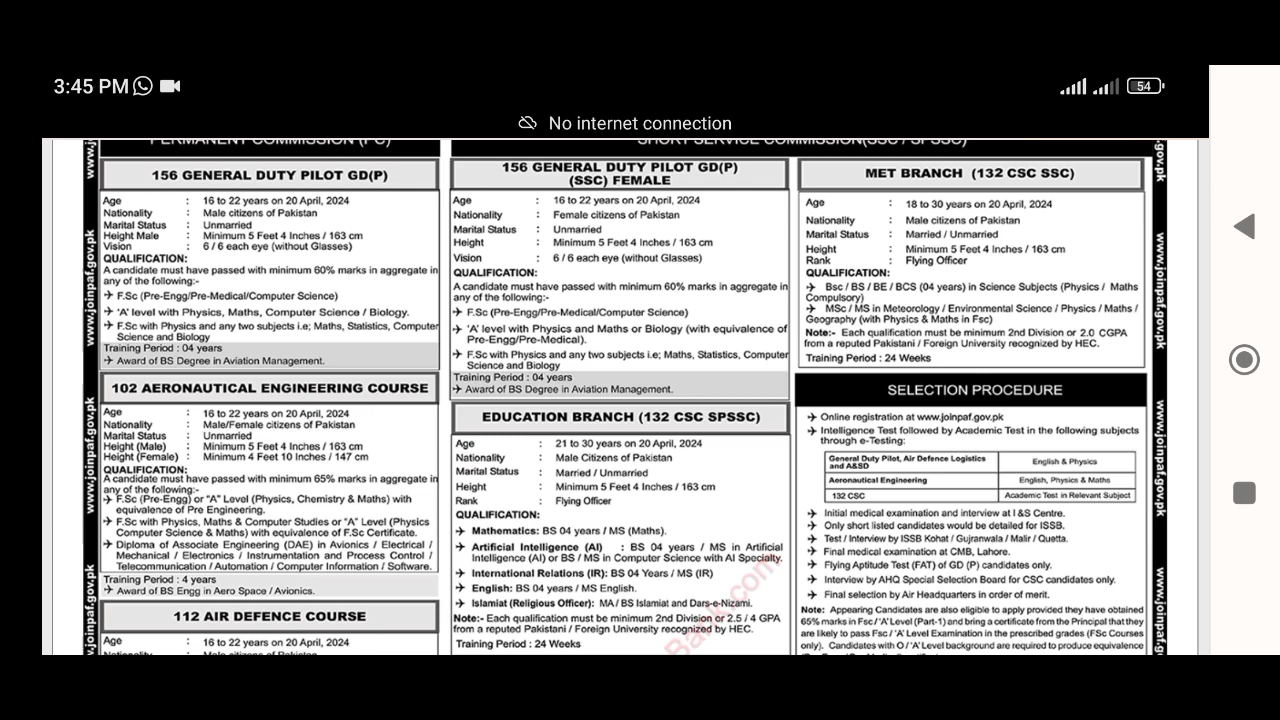 3:45 PM
54
No internet connection
PERMANENT COMMISSION (PC)
SHORT SERVICE COMMISSION(SSC / SPSSC)
www.joinpaf.gov.pk
156 GENERAL DUTY PILOT GD(P)
Age : 16 to 22 years on 20 April, 2024
Nationality : Male citizens of Pakistan
Marital Status : Unmarried
Height Male : Minimum 5 Feet 4 Inches / 163 cm
Vision : 6 / 6 each eye (without Glasses)
QUALIFICATION:
A candidate must have passed with minimum 60% marks in aggregate in
any of the following:-
F.Sc (Pre-Engg/Pre-Medical/Computer Science)
'A' level with Physics, Maths, Computer Science / Biology.
F.Sc with Physics and any two subjects i.e; Maths, Statistics, Computer
Science and Biology
Training Period : 04 years
Award of BS Degree in Aviation Management.
102 AERONAUTICAL ENGINEERING COURSE
Age : 16 to 22 years on 20 April, 2024
Nationality : Male/Female citizens of Pakistan
Marital Status : Unmarried
Height (Male) : Minimum 5 Feet 4 Inches / 163 cm
Height (Female) : Minimum 4 Feet 10 Inches / 147 cm
QUALIFICATION:
A candidate must have passed with minimum 65% marks in aggregate in
any of the following:-
F.Sc (Pre-Engg) or "A" Level (Physics, Chemistry & Maths) with
equivalence of Pre Engineering.
F.Sc with Physics, Maths & Computer Studies or "A" Level (Physics
Computer Science & Maths) with equivalence of F.Sc Certificate.
Diploma of Associate Engineering (DAE) in Avionics / Electrical /
Mechanical / Electronics / Instrumentation and Process Control /
Telecommunication / Automation / Computer Information / Software.
Training Period : 4 years
Award of BS Engg in Aero Space / Avionics.
112 AIR DEFENCE COURSE
Age : 16 to 22 years on 20 April, 2024
Nationality : Male citizens of Pakistan
156 GENERAL DUTY PILOT GD(P)
(SSC) FEMALE
Age : 16 to 22 years on 20 April, 2024
Nationality : Female citizens of Pakistan
Marital Status : Unmarried
Height : Minimum 5 Feet 4 Inches / 163 cm
Vision : 6 / 6 each eye (without Glasses)
QUALIFICATION:
A candidate must have passed with minimum 60% marks in aggregate in
any of the following:-
F.Sc (Pre-Engg/Pre-Medical/Computer Science)
'A' level with Physics and Maths or Biology (with equivalence of
Pre-Engg/Pre-Medical).
F.Sc with Physics and any two subjects i.e; Maths, Statistics, Computer
Science and Biology
Training Period : 04 years
Award of BS Degree in Aviation Management.
EDUCATION BRANCH (132 CSC SPSSC)
Age : 21 to 30 years on 20 April, 2024
Nationality : Male Citizens of Pakistan
Marital Status : Married / Unmarried
Height : Minimum 5 Feet 4 Inches / 163 cm
Rank : Flying Officer
QUALIFICATION:
Mathematics: BS 04 years / MS (Maths).
Artificial Intelligence (AI) : BS 04 years / MS in Artificial
Intelligence (AI) or BS / MS in Computer Science with AI Specialty.
International Relations (IR): BS 04 Years / MS (IR)
English: BS 04 years / MS English.
Islamiat (Religious Officer): MA / BS Islamiat and Dars-e-Nizami.
Note:- Each qualification must be minimum 2nd Division or 2.5 / 4 GPA
from a reputed Pakistani / Foreign University recognized by HEC.
Training Period : 24 Weeks
MET BRANCH (132 CSC SSC)
Age : 18 to 30 years on 20 April, 2024
Nationality : Male citizens of Pakistan
Marital Status : Married / Unmarried
Height : Minimum 5 Feet 4 Inches / 163 cm
Rank : Flying Officer
QUALIFICATION:
Bsc / BS / BE / BCS (04 years) in Science Subjects (Physics / Maths
Compulsory)
MSc / MS in Meteorology / Environmental Science / Physics / Maths /
Geography (with Physics & Maths in Fsc)
Note:- Each qualification must be minimum 2nd Division or 2.0 CGPA
from a reputed Pakistani / Foreign University recognized by HEC.
Training Period : 24 Weeks
SELECTION PROCEDURE
Online registration at www.joinpaf.gov.pk
Intelligence Test followed by Academic Test in the following subjects
through e-Testing:
General Duty Pilot, Air Defence Logistics
and A&SD English & Physics
Aeronautical Engineering English, Physics & Maths
132 CSC Academic Test in Relevant Subject
Initial medical examination and interview at I &S Centre.
Only short listed candidates would be detailed for ISSB.
Test / Interview by ISSB Kohat / Gujranwala / Malir / Quetta.
Final medical examination at CMB, Lahore.
Flying Aptitude Test (FAT) of GD (P) candidates only.
Interview by AHQ Special Selection Board for CSC candidates only.
Final selection by Air Headquarters in order of merit.
Note: Appearing Candidates are also eligible to apply provided they have obtained
65% marks in Fsc / 'A' Level (Part-1) and bring a certificate from the Principal that they
are likely to pass Fsc / 'A' Level Examination in the prescribed grades (FSc Courses
only). Candidates with O / 'A' Level background are required to produce equivalence
www.joinpaf.gov.pk